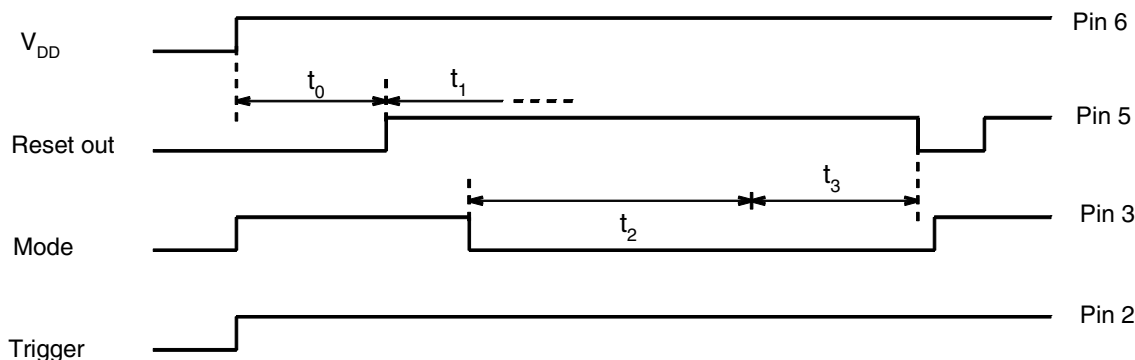 V_DD
Pin 6
t_0
t_1
Reset out
Pin 5
t_2
t_3
Mode
Pin 3
Trigger
Pin 2